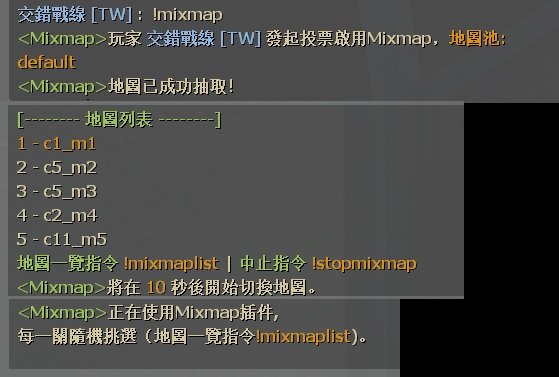 交錯戰線 [TW] : !mixmap
<Mixmap>玩家 交錯戰線 [TW] 發起投票啟用Mixmap，地圖池:
default
<Mixmap>地圖已成功抽取!
[-------- 地圖列表 --------]
1 - c1_m1
2 - c5_m2
3 - c5_m3
4 - c2_m4
5 - c11_m5
地圖一覽指令 !mixmaplist | 中止指令 !stopmixmap
<Mixmap>將在 10 秒後開始切換地圖。
<Mixmap>正在使用Mixmap插件,
每一關隨機挑選（地圖一覽指令!mixmaplist)。